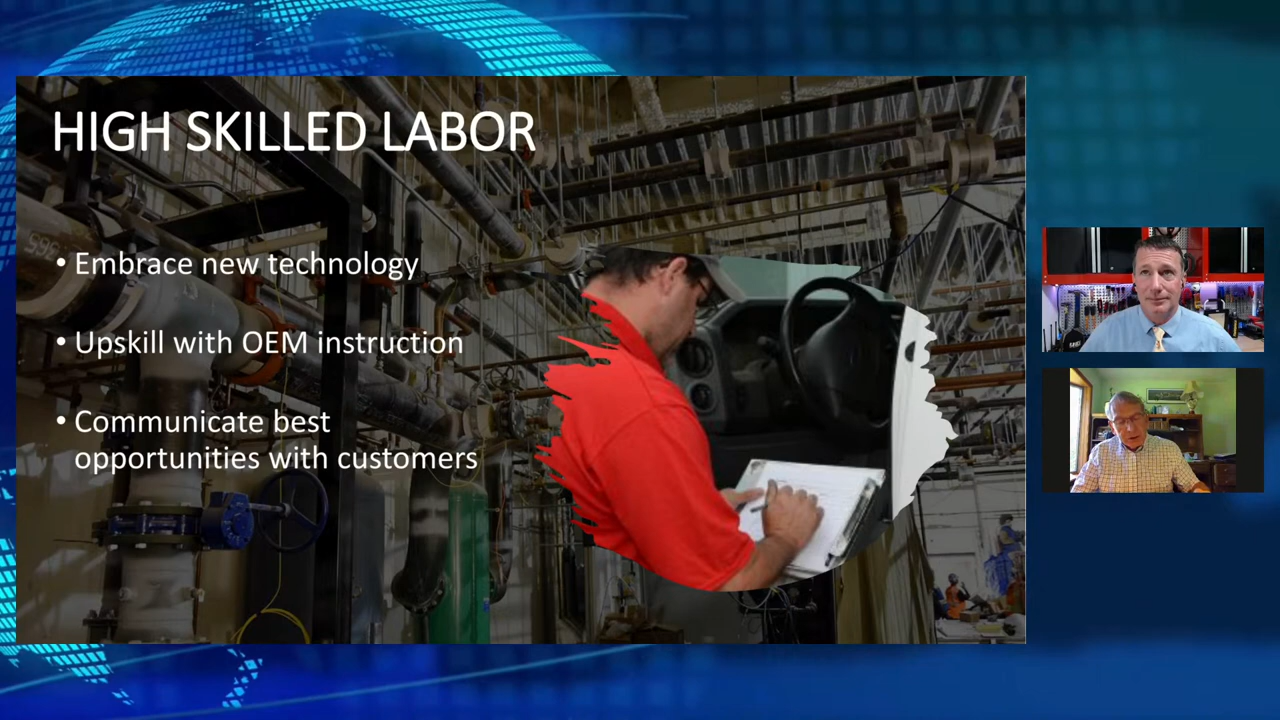 HIGH SKILLED LABOR
• Embrace new technology
• Upskill with OEM instruction
• Communicate best
opportunities with customers